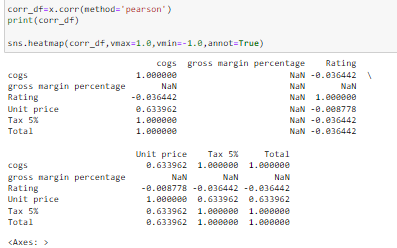 corr_df=x.corr(method='pearson')
print(corr_df)
sns.heatmap(corr_df,vmax=1.0,vmin=-1.0,annot=True)
                             cogs  gross margin percentage    Rating
cogs                     1.000000                      NaN -0.036442  \
gross margin percentage       NaN                      NaN       NaN
Rating                  -0.036442                      NaN  1.000000
Unit price               0.633962                      NaN -0.008778
Tax 5%                   1.000000                      NaN -0.036442
Total                    1.000000                      NaN -0.036442
                         Unit price    Tax 5%     Total
cogs                       0.633962  1.000000  1.000000
gross margin percentage         NaN       NaN       NaN
Rating                    -0.008778 -0.036442 -0.036442
Unit price                 1.000000  0.633962  0.633962
Tax 5%                     0.633962  1.000000  1.000000
Total                      0.633962  1.000000  1.000000
<Axes: >